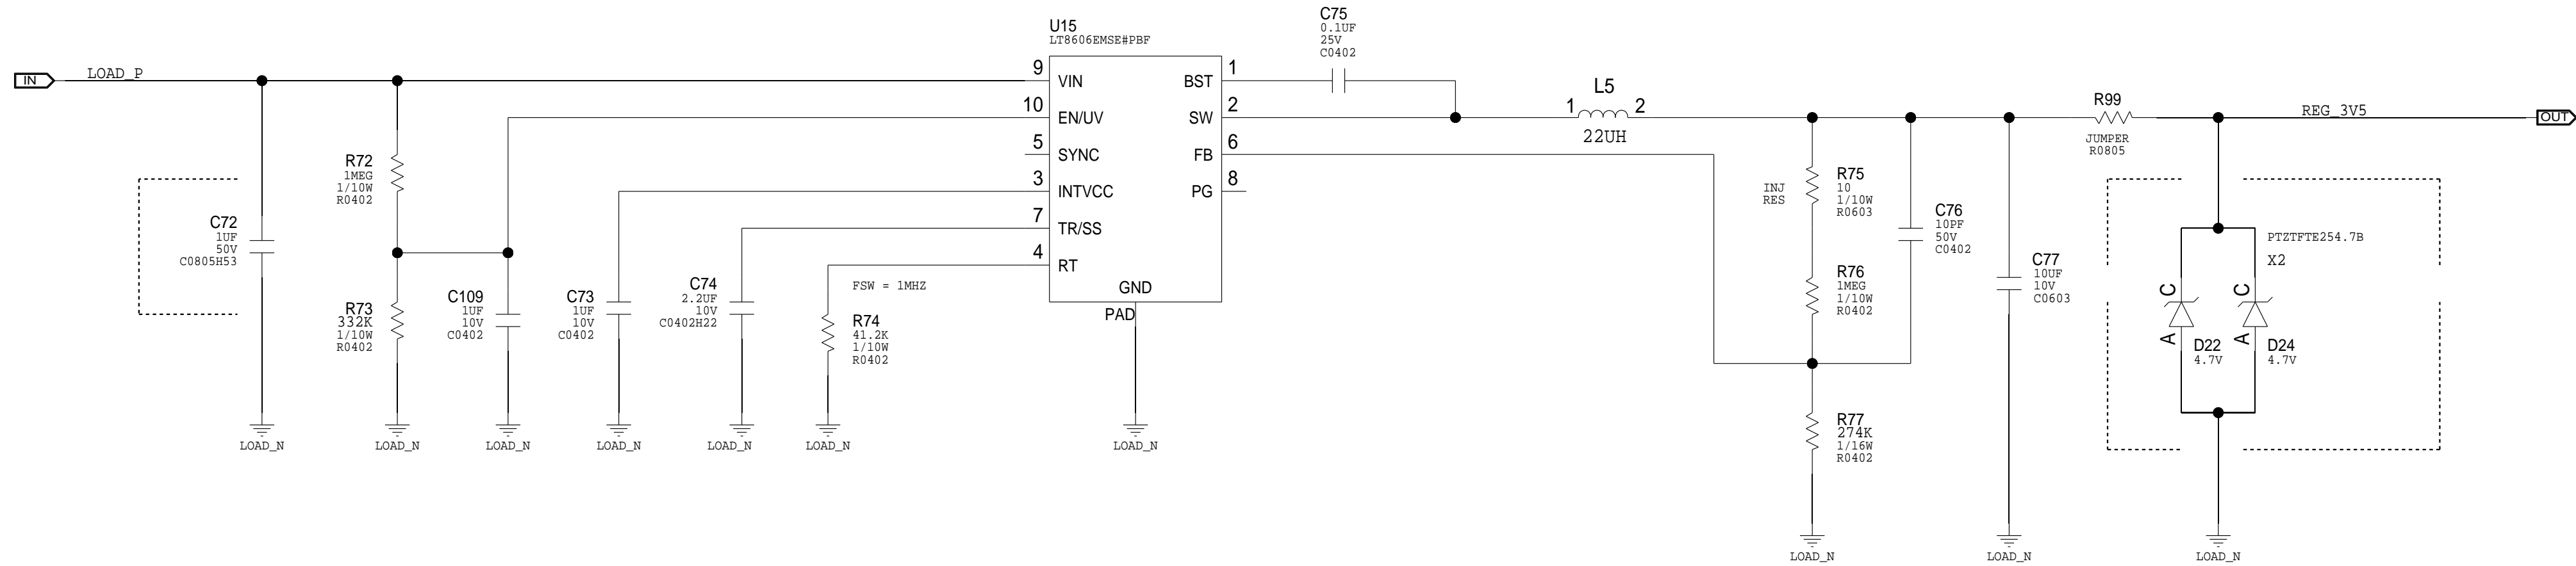 IN
LOAD_P
C72
1UF
50V
C0805H53
LOAD_N
R72
1MEG
1/10W
R0402
R73
332K
1/10W
R0402
LOAD_N
C109
1UF
10V
C0402
LOAD_N
C73
1UF
10V
C0402
LOAD_N
C74
2.2UF
10V
C0402H22
LOAD_N
FSW = 1MHZ
R74
41.2K
1/10W
R0402
LOAD_N
U15
LT8606EMSE#PBF
9 VIN BST 1
10 EN/UV SW 2
5 SYNC FB 6
3 INTVCC PG 8
7 TR/SS
4 RT
GND
PAD
LOAD_N
C75
0.1UF
25V
C0402
L5
1 2
22UH
INJ
RES
R75
10
1/10W
R0603
R76
1MEG
1/10W
R0402
R77
274K
1/16W
R0402
LOAD_N
C76
10PF
50V
C0402
C77
10UF
10V
C0603
LOAD_N
R99
JUMPER
R0805
REG_3V5
OUT
PTZTFTE254.7B
X2
C
A
D22
4.7V
C
A
D24
4.7V
LOAD_N